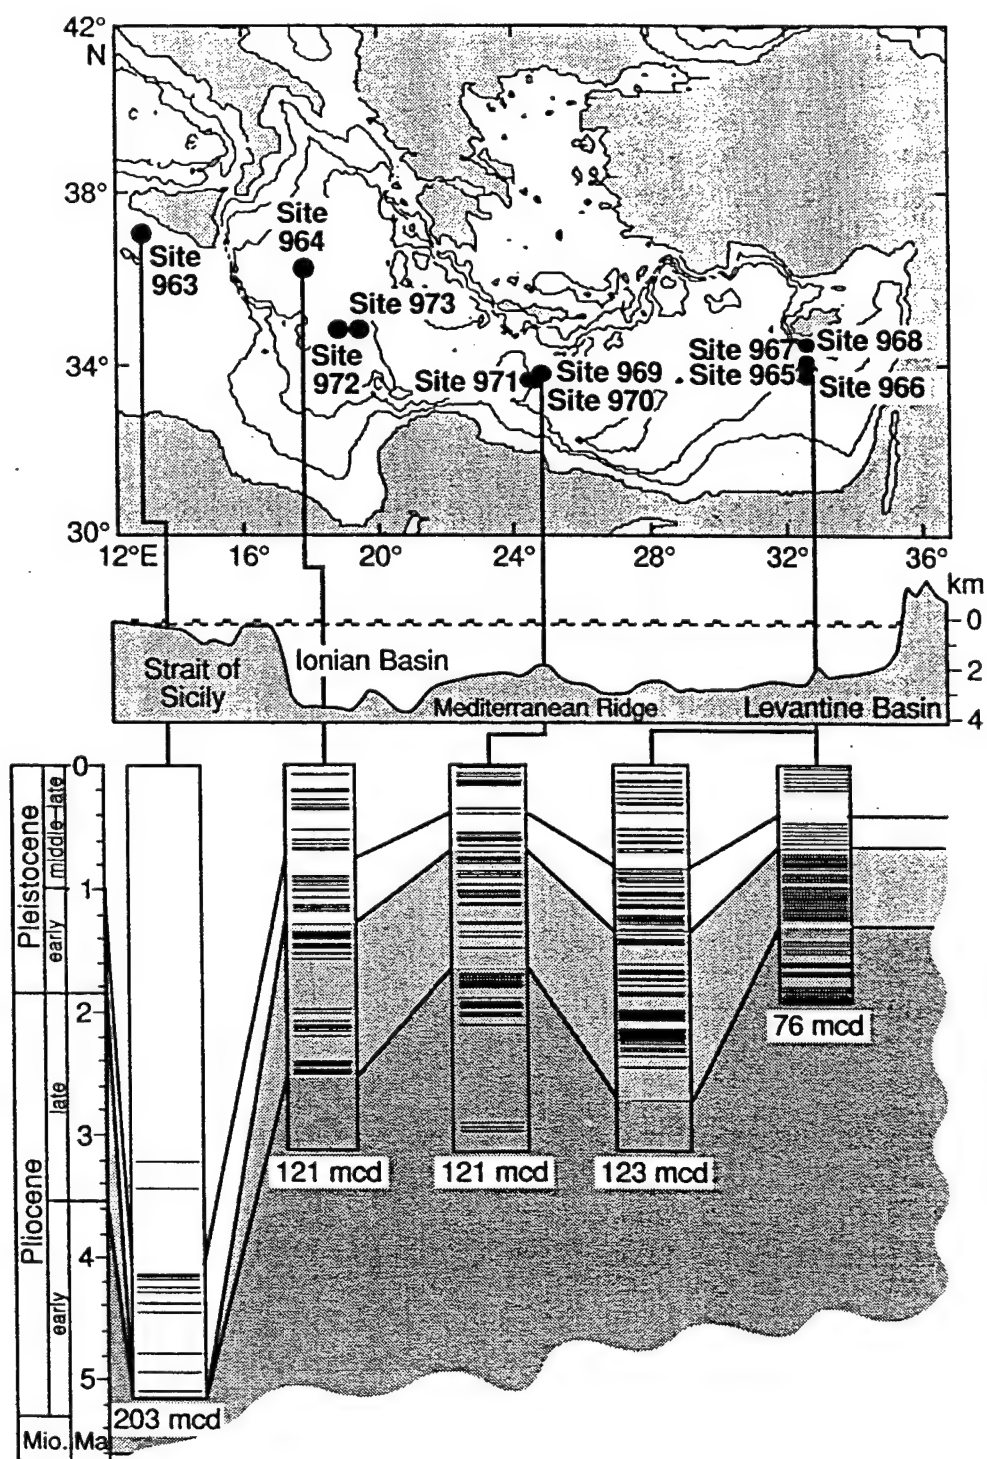 42°
N
38°
34°
30°
Site
964
Site
963
Site 973
Site
972
Site 971
Site 969
Site 970
Site 967
Site 968
Site 965
Site 966
12°E
16°
20°
24°
28°
32°
36°
km
0
2
4
Strait of
Sicily
Ionian Basin
Mediterranean Ridge
Levantine Basin
Pleistocene
middle-late
early
Pliocene
late
early
Mio.
Ma
0
1
2
3
4
5
203 mcd
121 mcd
121 mcd
123 mcd
76 mcd